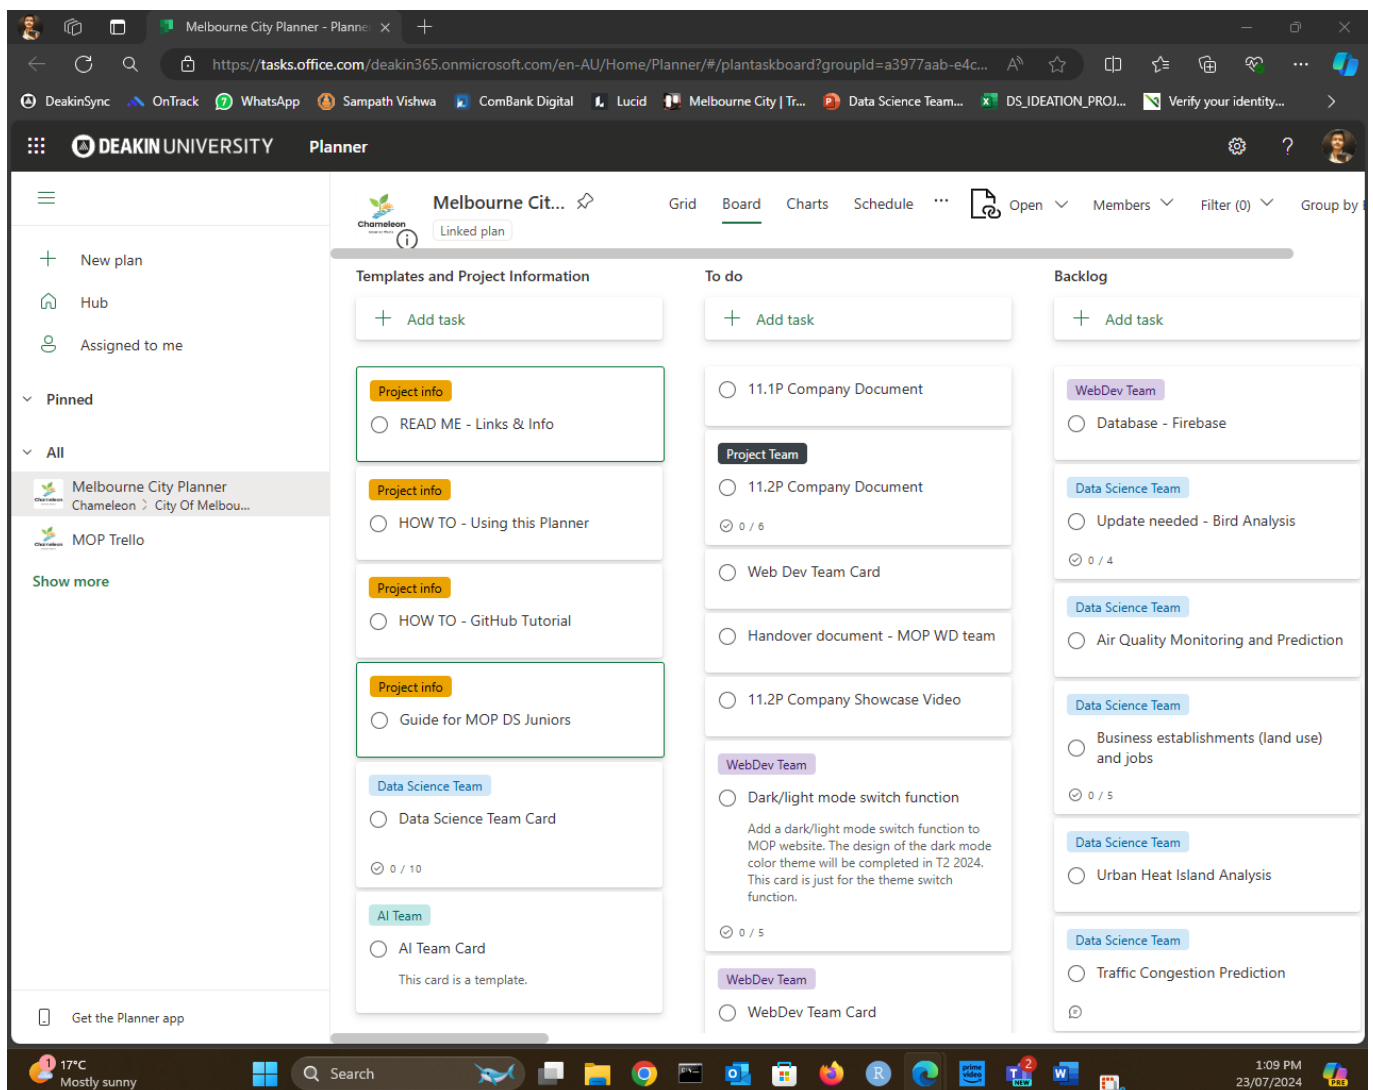 Melbourne City Planner - Planne
https://tasks.office.com/deakin365.onmicrosoft.com/en-AU/Home/Planner/#/plantaskboard?groupId=a3977aab-e4c...
DeakinSync OnTrack WhatsApp Sampath Vishwa ComBank Digital Lucid Melbourne City | Tr... Data Science Team... DS_IDEATION_PROJ... Verify your identity...
DEAKIN UNIVERSITY Planner
Melbourne Cit...
Linked plan
Grid Board Charts Schedule ... Open Members Filter (0) Group by
Chameleon
New plan
Hub
Assigned to me
Pinned
All
Melbourne City Planner
Chameleon > City Of Melbou...
MOP Trello
Show more
Get the Planner app
Templates and Project Information
Add task
Project info
READ ME - Links & Info
Project info
HOW TO - Using this Planner
Project info
HOW TO - GitHub Tutorial
Project info
Guide for MOP DS Juniors
Data Science Team
Data Science Team Card
0 / 10
AI Team
AI Team Card
This card is a template.
To do
Add task
11.1P Company Document
Project Team
11.2P Company Document
0 / 6
Web Dev Team Card
Handover document - MOP WD team
11.2P Company Showcase Video
WebDev Team
Dark/light mode switch function
Add a dark/light mode switch function to
MOP website. The design of the dark mode
color theme will be completed in T2 2024.
This card is just for the theme switch
function.
0 / 5
WebDev Team
WebDev Team Card
Backlog
Add task
WebDev Team
Database - Firebase
Data Science Team
Update needed - Bird Analysis
0 / 4
Data Science Team
Air Quality Monitoring and Prediction
Data Science Team
Business establishments (land use)
and jobs
0 / 5
Data Science Team
Urban Heat Island Analysis
Data Science Team
Traffic Congestion Prediction
1
17°C
Mostly sunny
Search
prime
video
2
NEW
1:09 PM
23/07/2024
PRE